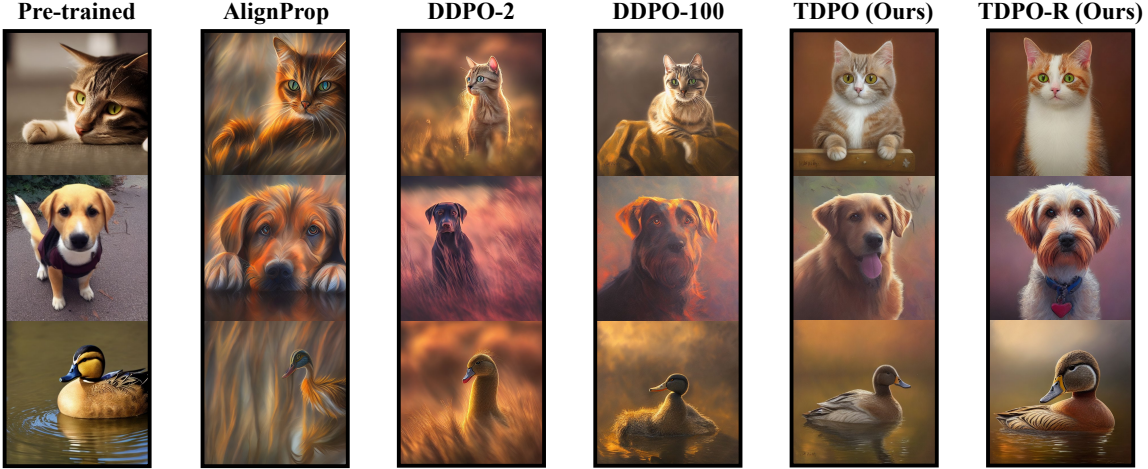 Pre-trained
AlignProp
DDPO-2
DDPO-100
TDPO (Ours)
TDPO-R (Ours)